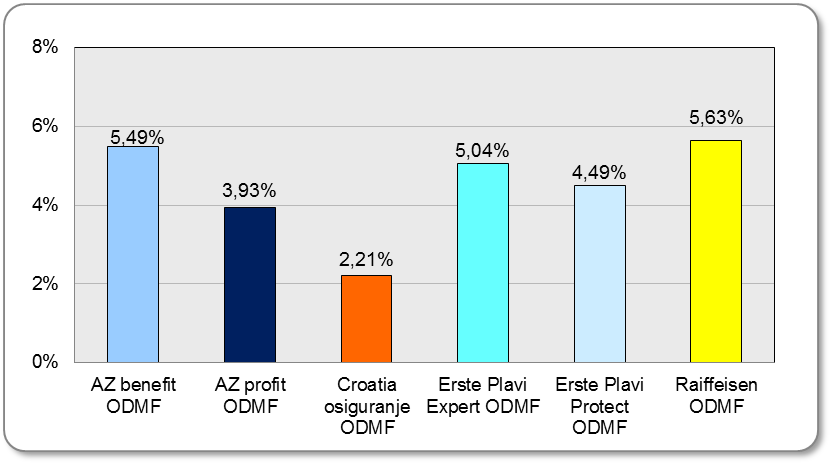 8%
6%
4%
2%
0%
5,49%
3,93%
2,21%
5,04%
4,49%
5,63%
AZ benefit
ODMF
AZ profit
ODMF
Croatia
osiguranje
ODMF
Erste Plavi
Expert ODMF
Erste Plavi
Protect
ODMF
Raiffeisen
ODMF